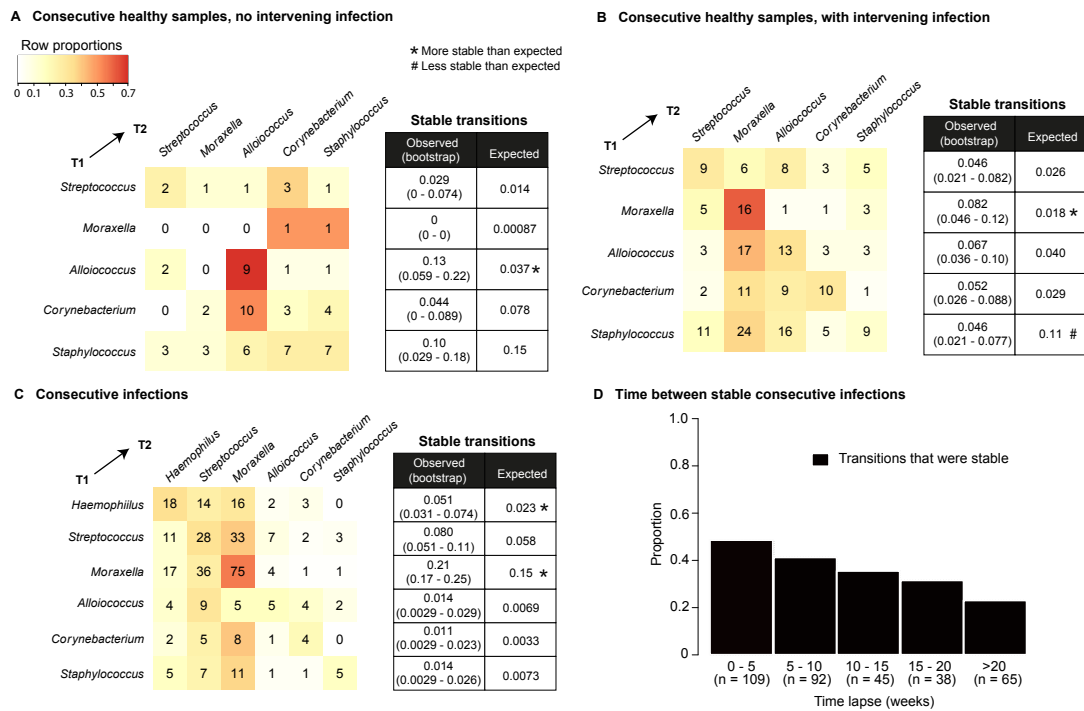 A Consecutive healthy samples, no intervening infection
Row proportions
0 0.1 0.3 0.5 0.7
* More stable than expected
# Less stable than expected
T1 T2
Streptococcus Moraxella Alloiococcus Corynebacterium Staphylococcus
Stable transitions
Observed (bootstrap) Expected
Streptococcus 2 1 1 3 1 0.029 (0 - 0.074) 0.014
Moraxella 0 0 0 1 1 0 (0 - 0) 0.00087
Alloiococcus 2 0 9 1 1 0.13 (0.059 - 0.22) 0.037 *
Corynebacterium 0 2 10 3 4 0.044 (0 - 0.089) 0.078
Staphylococcus 3 3 6 7 7 0.10 (0.029 - 0.18) 0.15
B Consecutive healthy samples, with intervening infection
T1 T2
Streptococcus Moraxella Alloiococcus Corynebacterium Staphylococcus
Stable transitions
Observed (bootstrap) Expected
Streptococcus 9 6 8 3 5 0.046 (0.021 - 0.082) 0.026
Moraxella 5 16 1 1 3 0.082 (0.046 - 0.12) 0.018 *
Alloiococcus 3 17 13 3 3 0.067 (0.036 - 0.10) 0.040
Corynebacterium 2 11 9 10 1 0.052 (0.026 - 0.088) 0.029
Staphylococcus 11 24 16 5 9 0.046 (0.021 - 0.077) 0.11 #
C Consecutive infections
T1 T2
Haemophilus Streptococcus Moraxella Alloiococcus Corynebacterium Staphylococcus
Stable transitions
Observed (bootstrap) Expected
Haemophiilus 18 14 16 2 3 0 0.051 (0.031 - 0.074) 0.023 *
Streptococcus 11 28 33 7 2 3 0.080 (0.051 - 0.11) 0.058
Moraxella 17 36 75 4 1 1 0.21 (0.17 - 0.25) 0.15 *
Alloiococcus 4 9 5 5 4 2 0.014 (0.0029 - 0.029) 0.0069
Corynebacterium 2 5 8 1 4 0 0.011 (0.0029 - 0.023) 0.0033
Staphylococcus 5 7 11 1 1 5 0.014 (0.0029 - 0.026) 0.0073
D Time between stable consecutive infections
Transitions that were stable
Proportion
1.0
0.8
0.6
0.4
0.2
0
0 - 5 5 - 10 10 - 15 15 - 20 >20
(n = 109) (n = 92) (n = 45) (n = 38) (n = 65)
Time lapse (weeks)